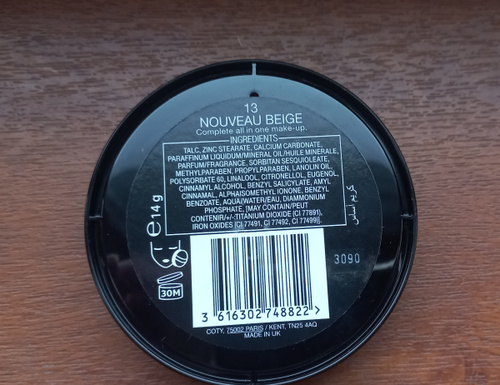 13
NOUVEAU BEIGE
Complete all in one make-up.
INGREDIENTS
TALC, ZINC STEARATE, CALCIUM CARBONATE,
PARAFFINUM LIQUIDUM/MINERAL OIL/HUILE MINERALE,
PARFUM/FRAGRANCE, SORBITAN SESQUIOLEATE,
METHYLPARABEN, PROPYLPARABEN, LANOLIN OIL,
POLYSORBATE 60, LINALOOL, CITRONELLOL, EUGENOL,
CINNAMYL ALCOHOL, BENZYL SALICYLATE, AMYL
CINNAMAL, ALPHAISOMETHYL IONONE, BENZYL
BENZOATE, AQUA/WATER/EAU, DIAMMONIUM
PHOSPHATE, [MAY CONTAIN/PEUT
CONTENIR/+/-:TITANIUM DIOXIDE (CI 77891),
IRON OXIDES (CI 77491, CI 77492, CI 77499)].
e 14 g
كريم أساس
30M
3090
3 616302 748822 >
COTY, 75002 PARIS / KENT, TN25 4AQ
MADE IN UK